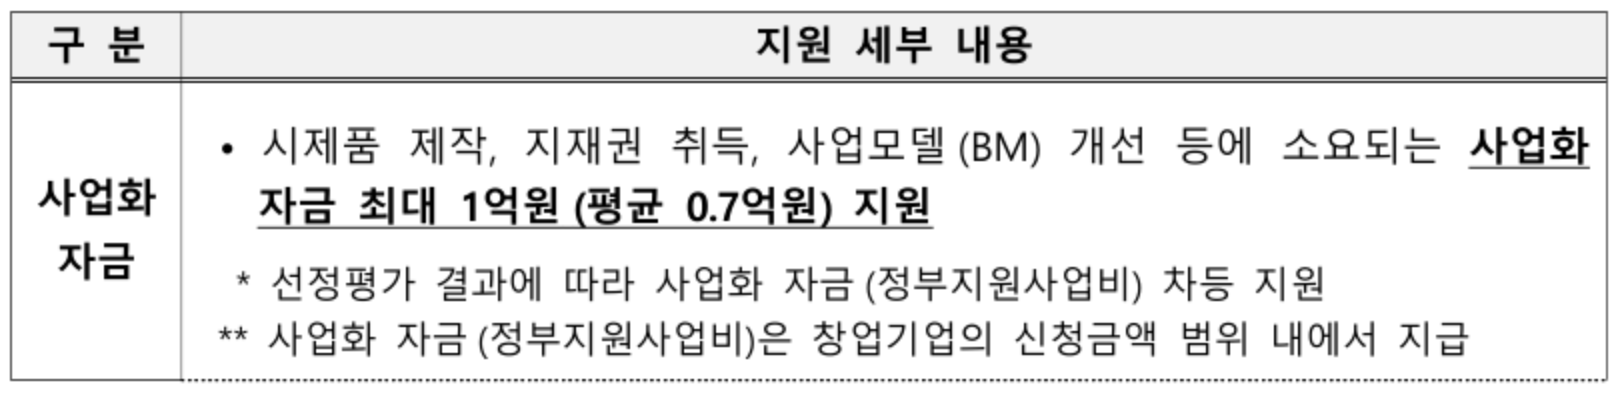 구 분
지원 세부 내용
사업화
자금
• 시제품 제작, 지재권 취득, 사업모델(BM) 개선 등에 소요되는 사업화
자금 최대 1억원(평균 0.7억원) 지원
* 선정평가 결과에 따라 사업화 자금(정부지원사업비) 차등 지원
** 사업화 자금(정부지원사업비)은 창업기업의 신청금액 범위 내에서 지급